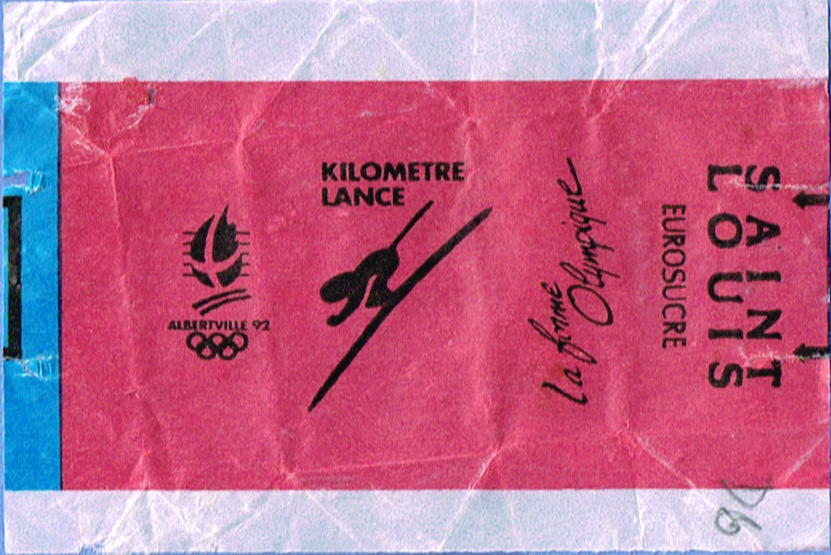 KILOMETRE
LANCE
ALBERTVILLE 92
La forme
Olympique
SAINT
LOUIS
EUROSUCRE